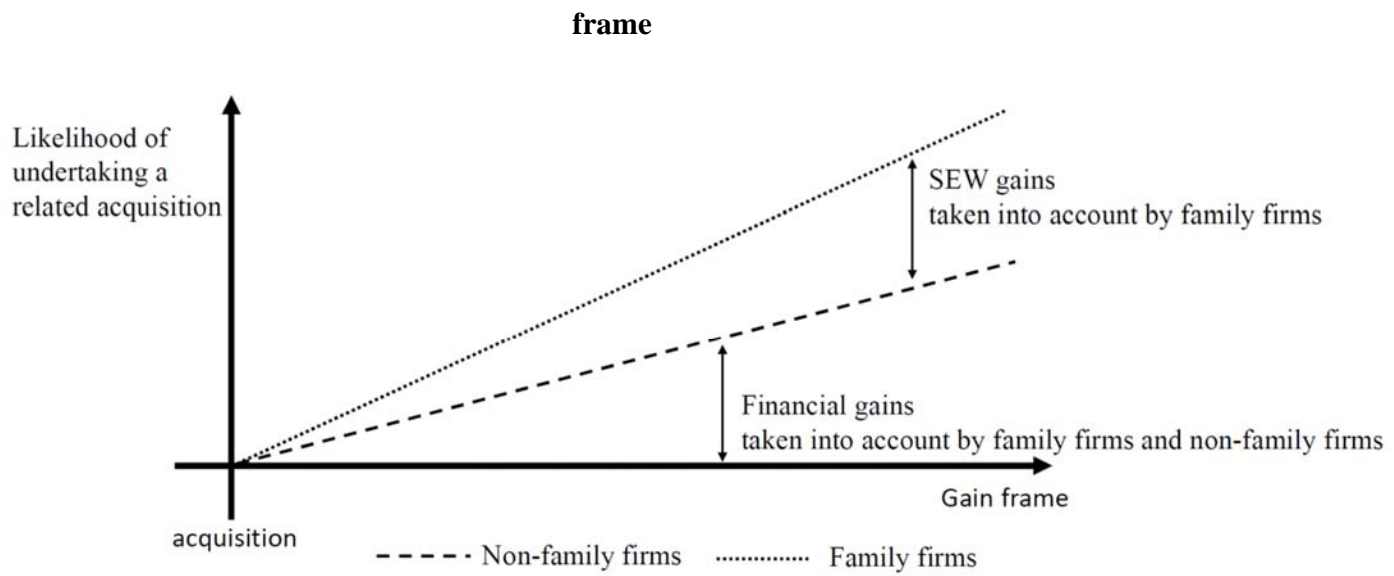 frame
Likelihood of
undertaking a
related acquisition
SEW gains
taken into account by family firms
Financial gains
taken into account by family firms and non-family firms
Gain frame
acquisition
Non-family firms
Family firms